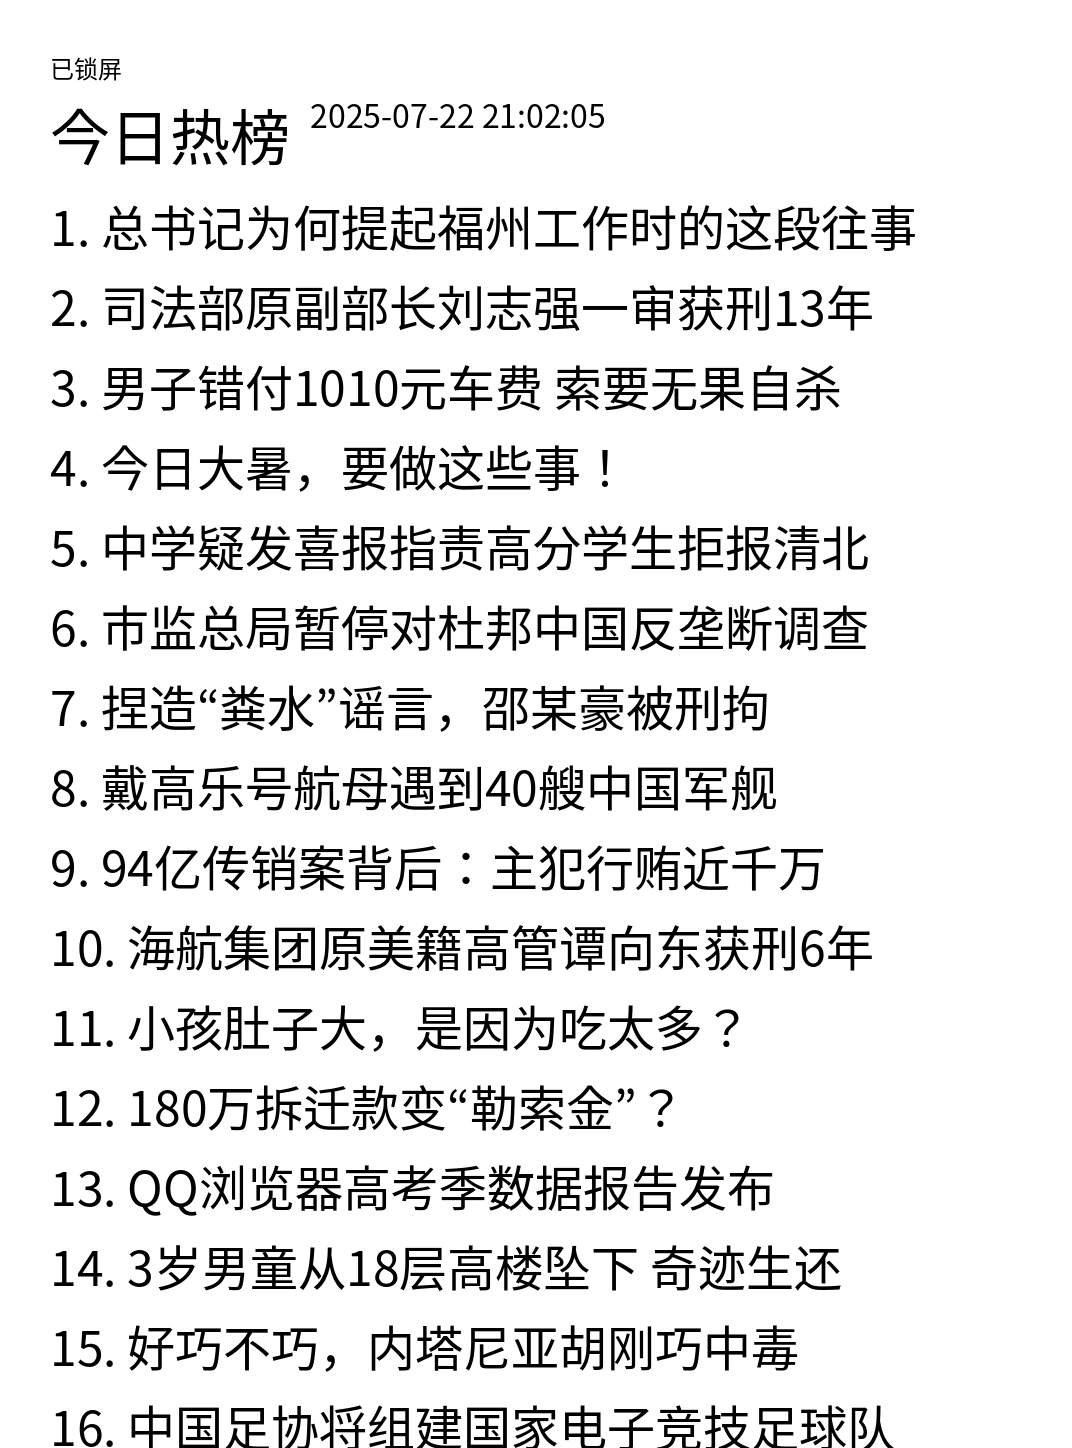 已锁屏
今日热榜 2025-07-22 21:02:05
1. 总书记为何提起福州工作时的这段往事
2. 司法部原副部长刘志强一审获刑13年
3. 男子错付1010元车费 索要无果自杀
4. 今日大暑，要做这些事！
5. 中学疑发喜报指责高分学生拒报清北
6. 市监总局暂停对杜邦中国反垄断调查
7. 捏造“粪水”谣言，邵某豪被刑拘
8. 戴高乐号航母遇到40艘中国军舰
9. 94亿传销案背后：主犯行贿近千万
10. 海航集团原美籍高管谭向东获刑6年
11. 小孩肚子大，是因为吃太多？
12. 180万拆迁款变“勒索金”？
13. QQ浏览器高考季数据报告发布
14. 3岁男童从18层高楼坠下 奇迹生还
15. 好巧不巧，内塔尼亚胡刚巧中毒
16. 中国足协将组建国家电子竞技足球队